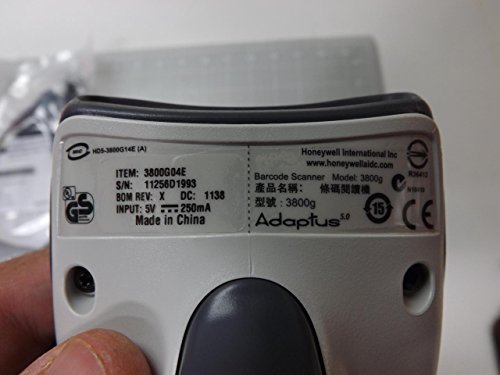 HD5-3800G14E (A)
ITEM: 3800G04E
S/N: 11256D1993
BOM REV: X DC: 1138
INPUT: 5V 250mA
Made in China
Honeywell International Inc
www.honeywellaidc.com
Barcode Scanner Model: 3800g
產品名稱: 條碼閱讀機
型號: 3800g
Adaptus 5.0
15
R36412